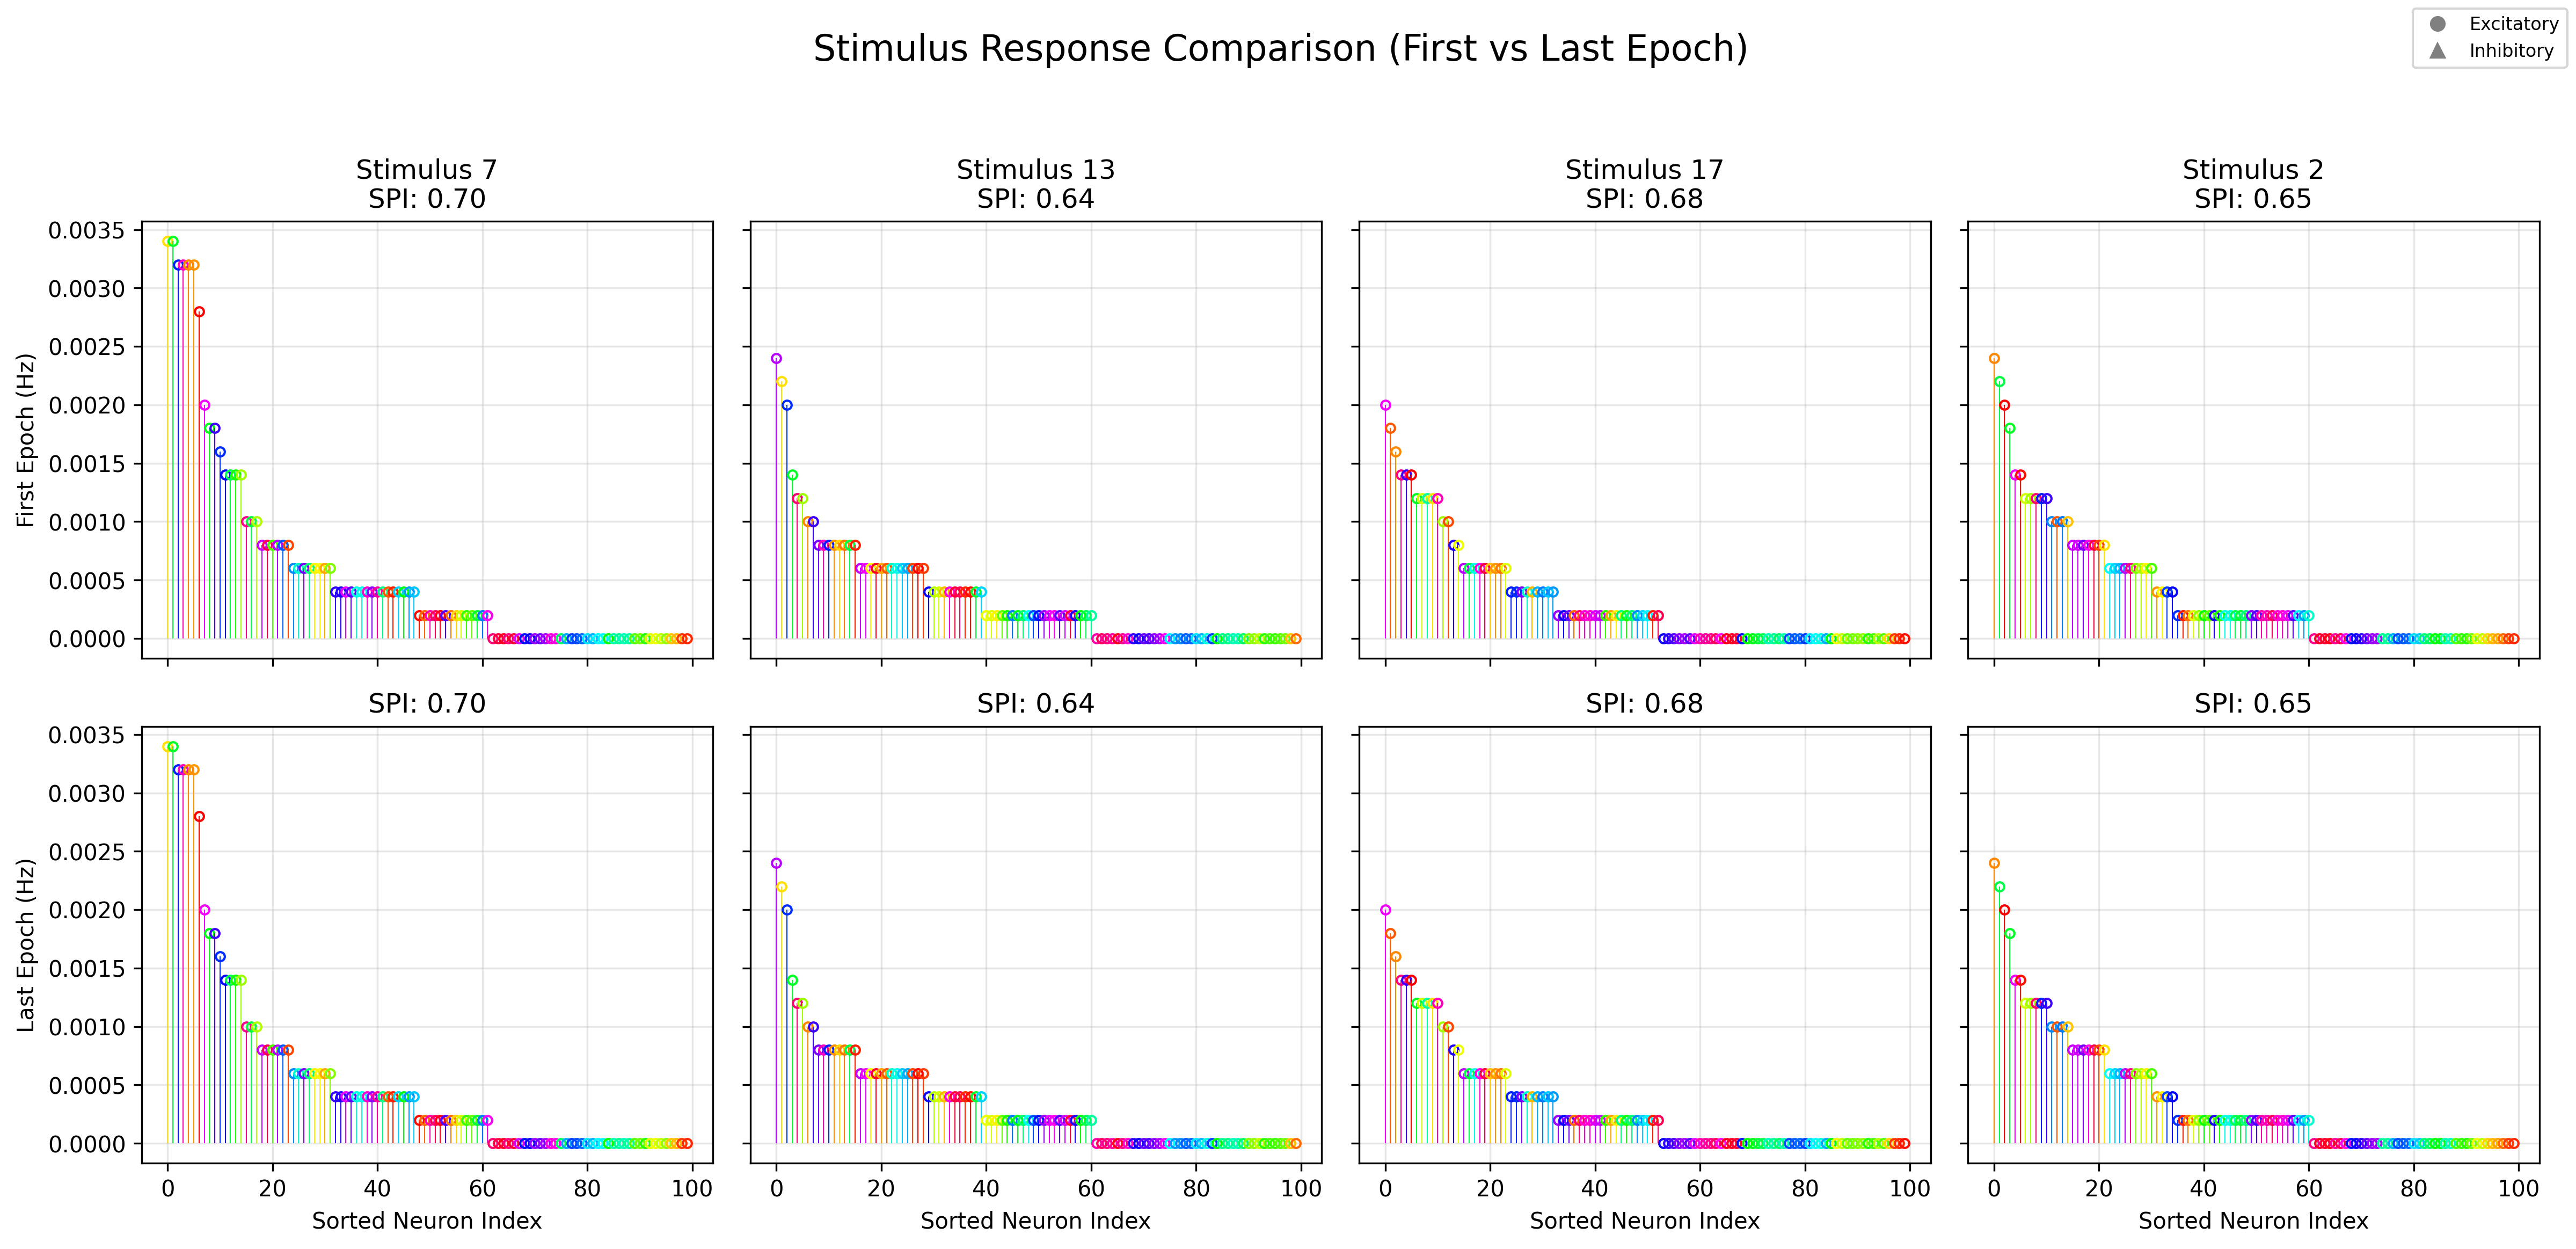 Stimulus Response Comparison (First vs Last Epoch)
Excitatory
Inhibitory
Stimulus 7
SPI: 0.70
Stimulus 13
SPI: 0.64
Stimulus 17
SPI: 0.68
Stimulus 2
SPI: 0.65
First Epoch (Hz)
0.0035
0.0030
0.0025
0.0020
0.0015
0.0010
0.0005
0.0000
SPI: 0.70
SPI: 0.64
SPI: 0.68
SPI: 0.65
Last Epoch (Hz)
0.0035
0.0030
0.0025
0.0020
0.0015
0.0010
0.0005
0.0000
0 20 40 60 80 100
0 20 40 60 80 100
0 20 40 60 80 100
0 20 40 60 80 100
Sorted Neuron Index
Sorted Neuron Index
Sorted Neuron Index
Sorted Neuron Index